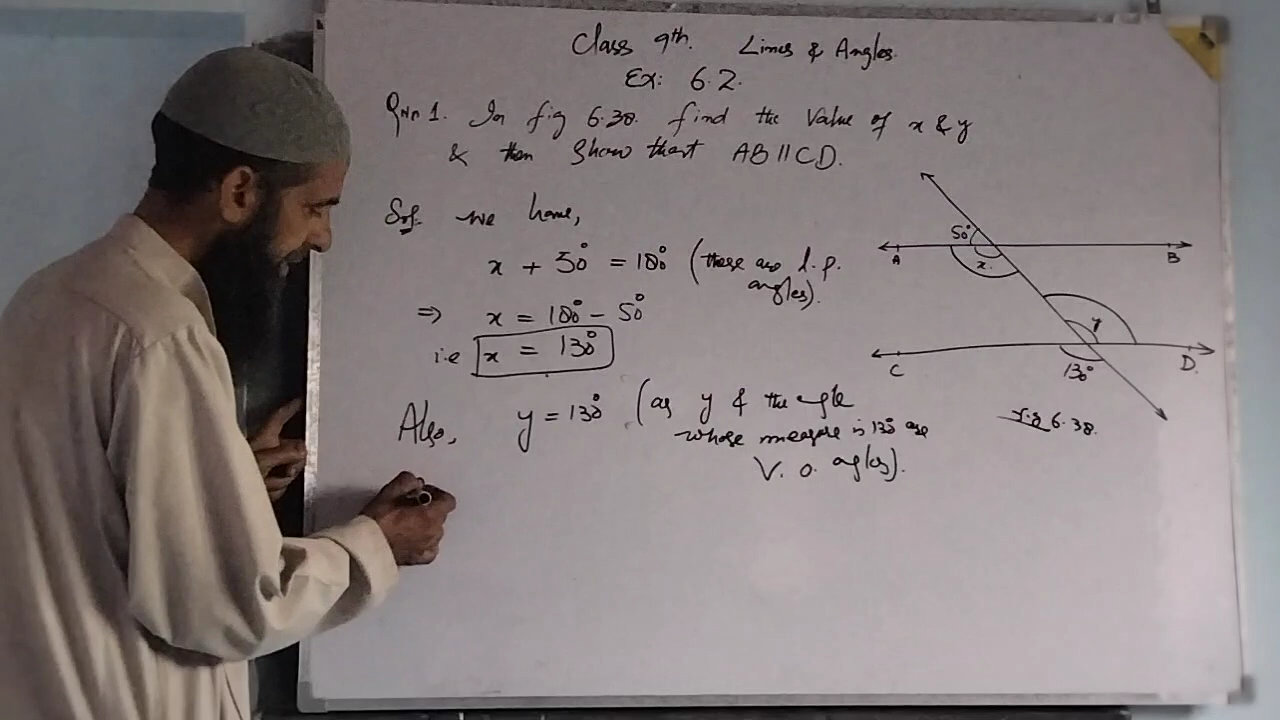 Class 9th. Lines & Angles.
Ex: 6.2.
Qno 1. In fig 6.30. find the value of x & y
& then show that AB || CD.
Sol. we have,
x + 50° = 180° (these are l.p. angles).
⇒ x = 180° - 50°
i.e x = 130°
Also, y = 130° (as y & the angle
whose measure is 130° are
V. O. angles).
50°
A
x
B
y
C
D.
130°
Fig 6.30.